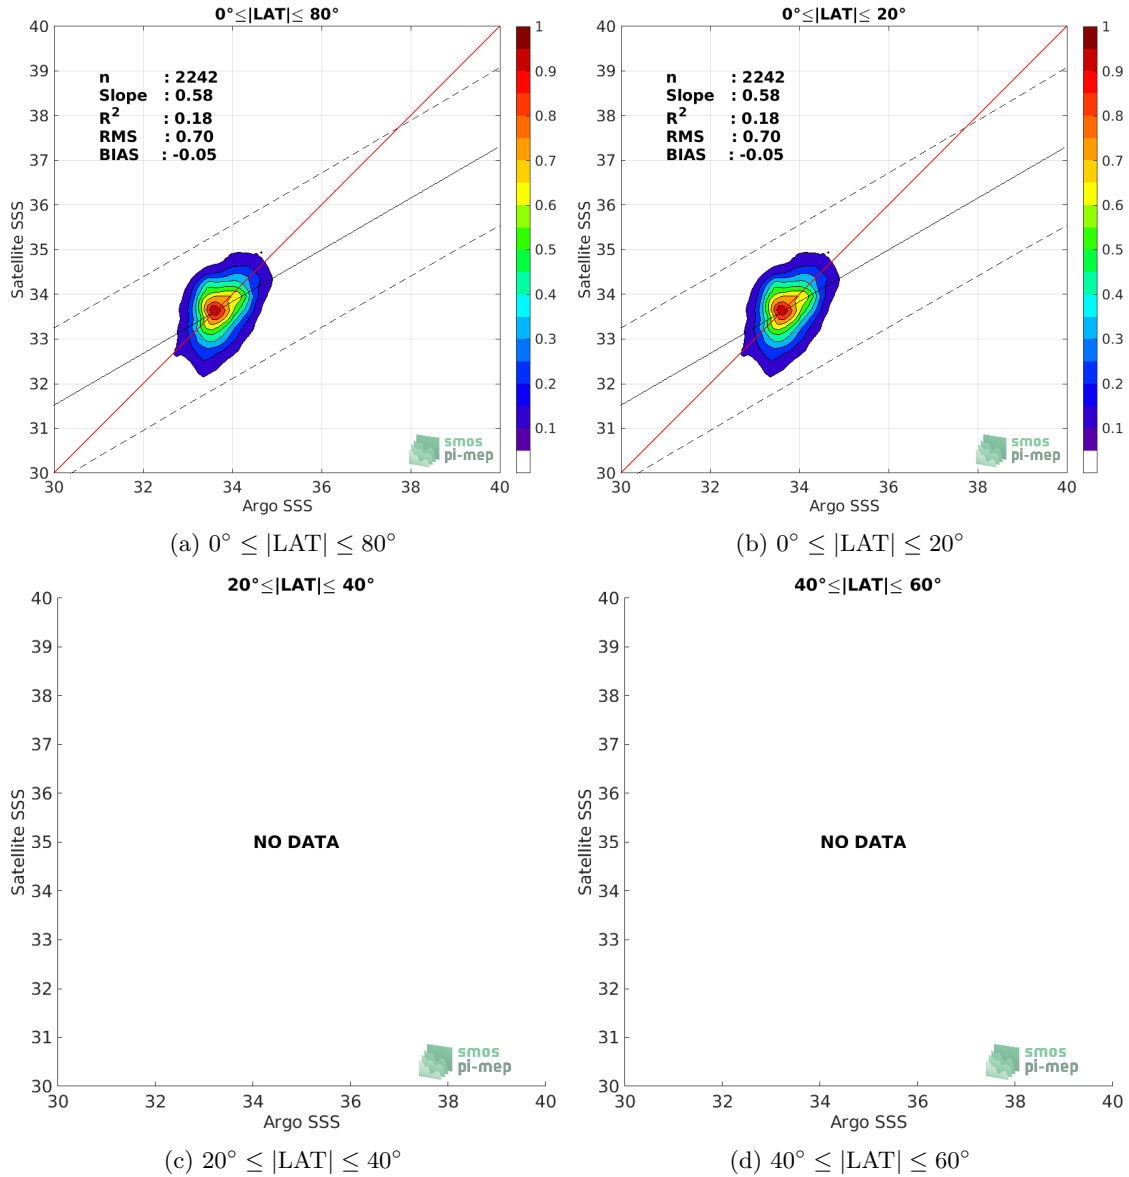 0°≤|LAT|≤ 80°
40
39
38
37
36
35
34
33
32
31
30
n : 2242
Slope : 0.58
R2 : 0.18
RMS : 0.70
BIAS : -0.05
Satellite SSS
30 32 34 36 38 40
Argo SSS
1
0.9
0.8
0.7
0.6
0.5
0.4
0.3
0.2
0.1
smos
pi-mep
(a) 0° ≤ |LAT| ≤ 80°
0°≤|LAT|≤ 20°
40
39
38
37
36
35
34
33
32
31
30
n : 2242
Slope : 0.58
R2 : 0.18
RMS : 0.70
BIAS : -0.05
Satellite SSS
30 32 34 36 38 40
Argo SSS
1
0.9
0.8
0.7
0.6
0.5
0.4
0.3
0.2
0.1
smos
pi-mep
(b) 0° ≤ |LAT| ≤ 20°
20°≤|LAT|≤ 40°
40
39
38
37
36
35
34
33
32
31
30
Satellite SSS
NO DATA
smos
pi-mep
30 32 34 36 38 40
Argo SSS
(c) 20° ≤ |LAT| ≤ 40°
40°≤|LAT|≤ 60°
40
39
38
37
36
35
34
33
32
31
30
Satellite SSS
NO DATA
smos
pi-mep
30 32 34 36 38 40
Argo SSS
(d) 40° ≤ |LAT| ≤ 60°